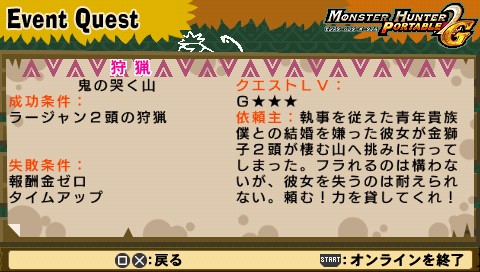 Event Quest
MONSTER HUNTER
PORTABLE 2nd G
狩猟
鬼の哭く山
成功条件：
ラージャン２頭の狩猟
失敗条件：
報酬金ゼロ
タイムアップ
クエストＬＶ：
Ｇ★★★
依頼主：執事を従えた青年貴族
僕との結婚を嫌った彼女が金獅
子２頭が棲む山へ挑みに行って
しまった。フラれるのは構わな
いが、彼女を失うのは耐えられ
ない。頼む！力を貸してくれ！
:戻る
START:オンラインを終了